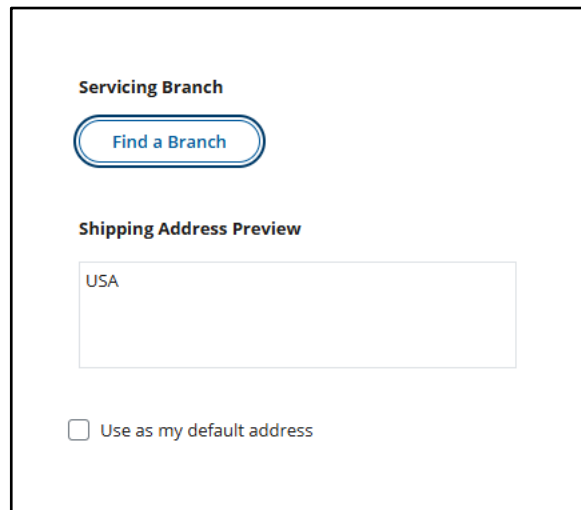 Servicing Branch
Find a Branch
Shipping Address Preview
USA
Use as my default address